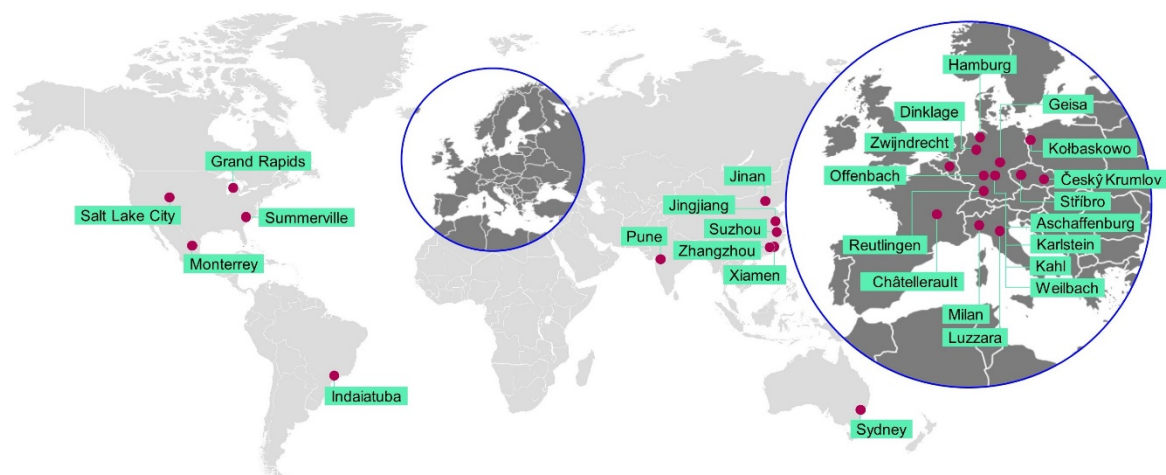 Grand Rapids
Salt Lake City
Summerville
Monterrey
Indaiatuba
Jinan
Jingjiang
Suzhou
Pune
Zhangzhou
Xiamen
Sydney
Hamburg
Dinklage
Geisa
Zwijndrecht
Kołbaskowo
Offenbach
Český Krumlov
Stříbro
Aschaffenburg
Reutlingen
Karlstein
Kahl
Châtellerault
Weilbach
Milan
Luzzara